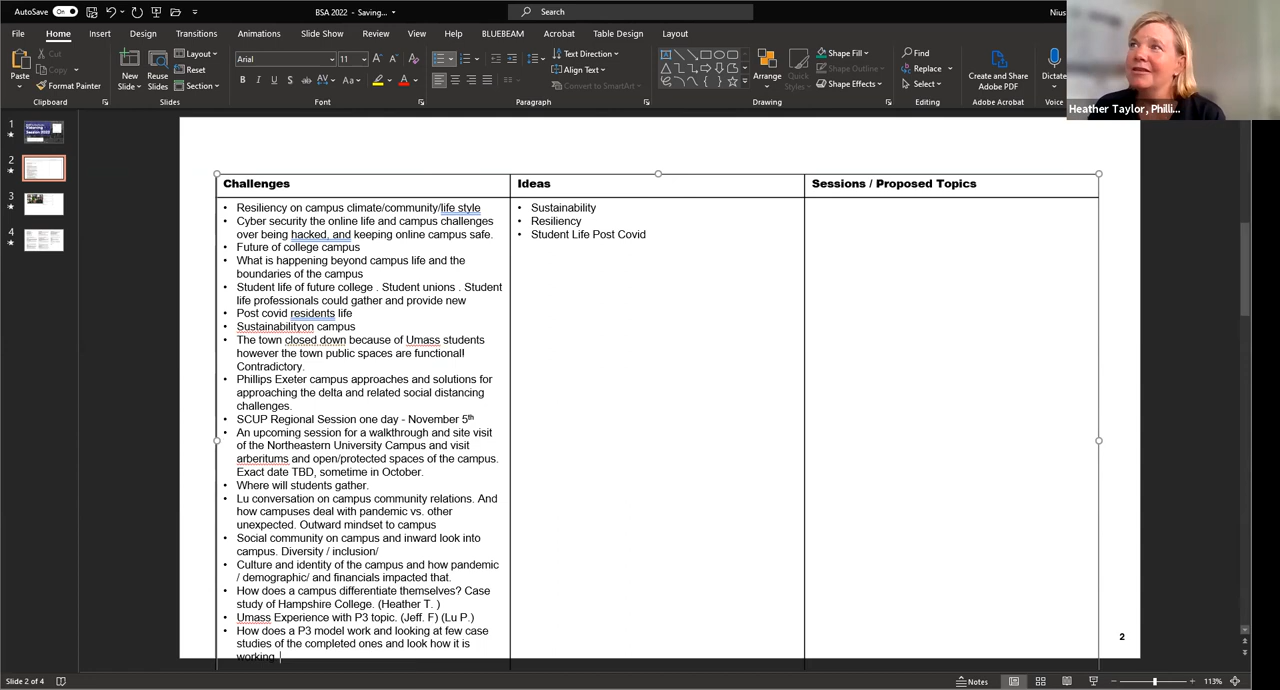 AutoSave On BSA 2022 - Saving... Search Nius
File Home Insert Design Transitions Animations Slide Show Review View Help BLUEBEAM Acrobat Table Design Layout
Paste Cut Copy Format Painter
New Slide Reuse Slides Layout Reset Section
Arial 11
Text Direction Align Text Convert to SmartArt
Arrange Quick Styles Shape Fill Shape Outline Shape Effects
Find Replace Select
Create and Share Adobe PDF
Dictate
Clipboard Slides Font Paragraph Drawing Editing Adobe Acrobat Voice
Heather Taylor, Philli...
1
2
3
4
Challenges
• Resiliency on campus climate/community/life style
• Cyber security the online life and campus challenges
over being hacked, and keeping online campus safe.
• Future of college campus
• What is happening beyond campus life and the
boundaries of the campus
• Student life of future college . Student unions . Student
life professionals could gather and provide new
• Post covid residents life
• Sustainabilityon campus
• The town closed down because of Umass students
however the town public spaces are functional!
Contradictory.
• Phillips Exeter campus approaches and solutions for
approaching the delta and related social distancing
challenges.
• SCUP Regional Session one day - November 5th
• An upcoming session for a walkthrough and site visit
of the Northeastern University Campus and visit
arberitums and open/protected spaces of the campus.
Exact date TBD, sometime in October.
• Where will students gather.
• Lu conversation on campus community relations. And
how campuses deal with pandemic vs. other
unexpected. Outward mindset to campus
• Social community on campus and inward look into
campus. Diversity / inclusion/
• Culture and identity of the campus and how pandemic
/ demographic/ and financials impacted that.
• How does a campus differentiate themselves? Case
study of Hampshire College. (Heather T. )
• Umass Experience with P3 topic. (Jeff. F) (Lu P.)
• How does a P3 model work and looking at few case
studies of the completed ones and look how it is
working.
Ideas
• Sustainability
• Resiliency
• Student Life Post Covid
Sessions / Proposed Topics
2
Slide 2 of 4 Notes 113%